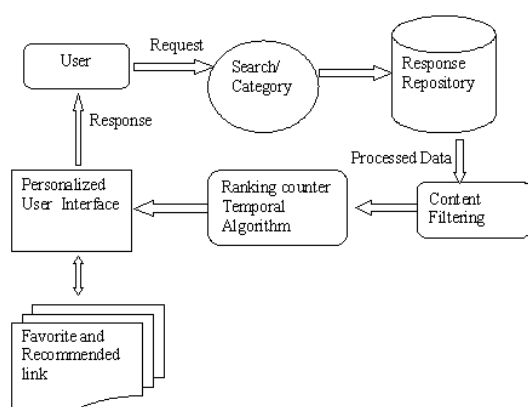 User
Request
Search/
Category
Response
Repository
Response
Processed Data
Personalized
User Interface
Ranking counter
Temporal
Algorithm
Content
Filtering
Favorite and
Recommended
link